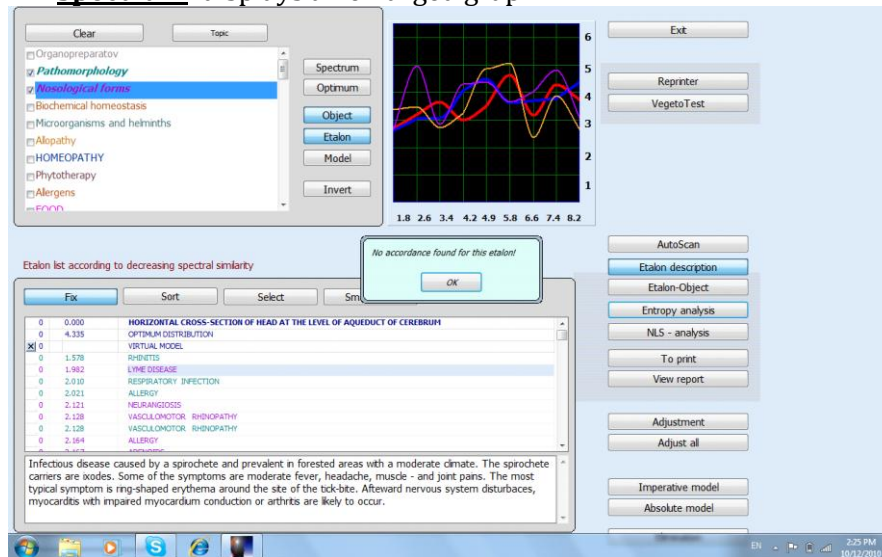 Clear Topic
Organopreparatov
Pathomorphology
Nosological forms
Biochemical homeostasis
Microorganisms and helminths
Alopathy
HOMEOPATHY
Phytotherapy
Allergens
FOOD
Spectrum
Optimum
Object
Etalon
Model
Invert
6
5
4
3
2
1
1.8 2.6 3.4 4.2 4.9 5.8 6.6 7.4 8.2
Exit
Reprinter
VegetoTest
No accordance found for this etalon!
OK
Etalon list according to decreasing spectral similarity
Fix Sort Select
0 0.000 HORIZONTAL CROSS-SECTION OF HEAD AT THE LEVEL OF AQUEDUCT OF CEREBRUM
0 4.335 OPTIMUM DISTRIBUTION
X 0 VIRTUAL MODEL
0 1.578 RHINITIS
0 1.982 LYME DISEASE
0 2.010 RESPIRATORY INFECTION
0 2.021 ALLERGY
0 2.121 NEURANGIOSIS
0 2.128 VASCULOMOTOR RHINOPATHY
0 2.128 VASCULOMOTOR RHINOPATHY
0 2.164 ALLERGY
Infectious disease caused by a spirochete and prevalent in forested areas with a moderate dimate. The spirochete
carriers are ixodes. Some of the symptoms are moderate fever, headache, muscle - and joint pains. The most
typical symptom is ring-shaped erythema around the site of the tick-bite. Afteward nervous system disturbaces,
myocarditis with impaired myocardium conduction or arthritis are likely to occur.
AutoScan
Etalon description
Etalon-Object
Entropy analysis
NLS - analysis
To print
View report
Adjustment
Adjust all
Imperative model
Absolute model
EN 2:25 PM